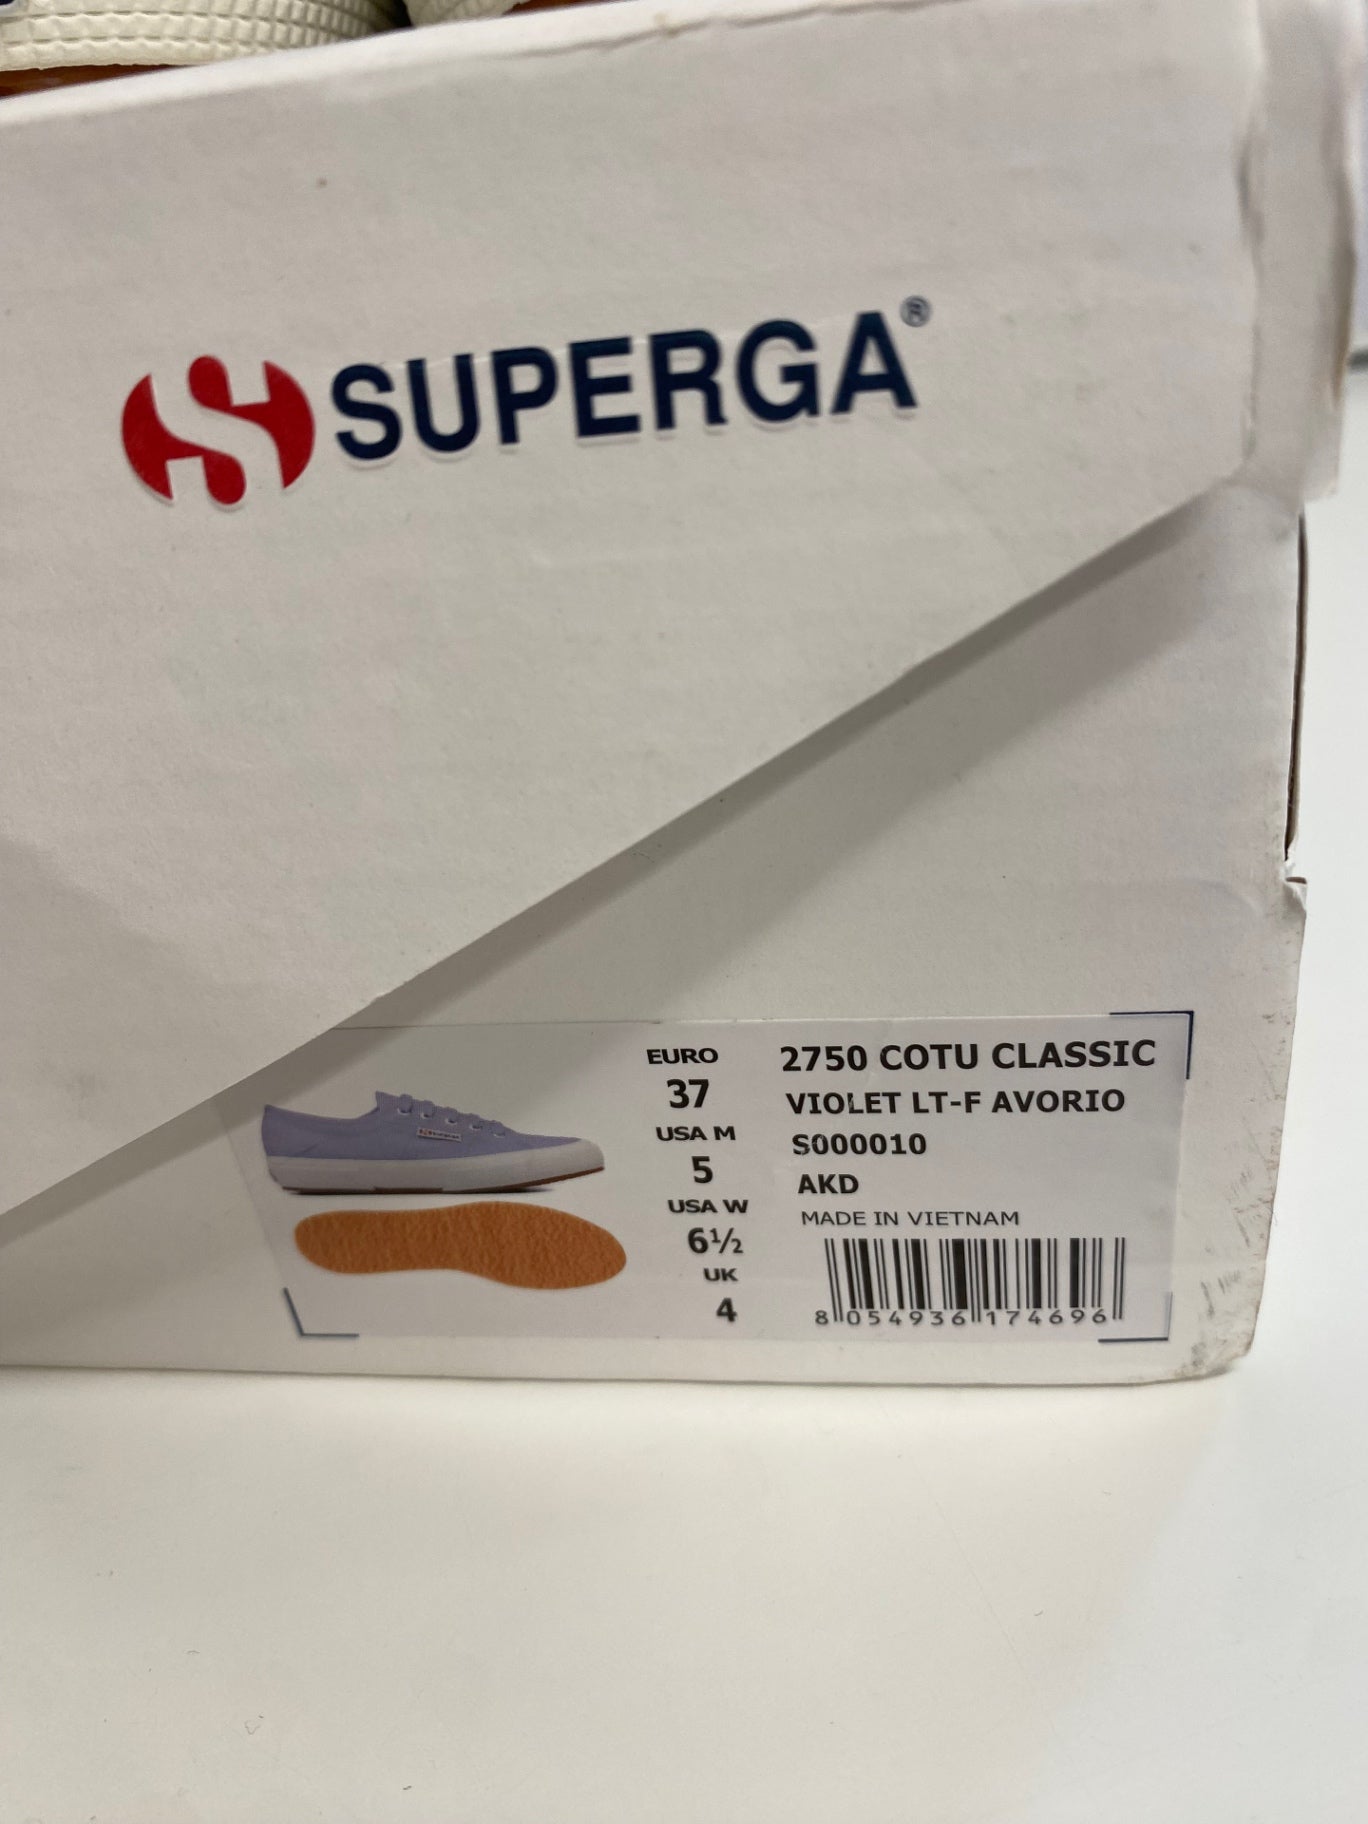 SUPERGA®
EURO
37
USA M
5
USA W
6½
UK
4
2750 COTU CLASSIC
VIOLET LT-F AVORIO
S000010
AKD
MADE IN VIETNAM
8 054936 174696